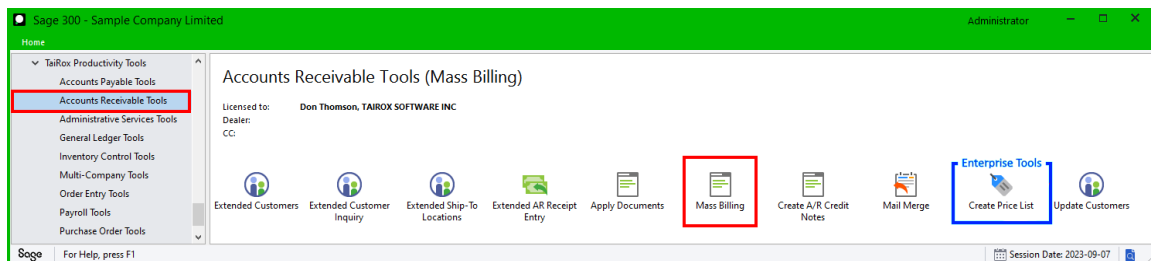 Sage 300 - Sample Company Limited
Administrator
Home
TaiRox Productivity Tools
Accounts Payable Tools
Accounts Receivable Tools
Administrative Services Tools
General Ledger Tools
Inventory Control Tools
Multi-Company Tools
Order Entry Tools
Payroll Tools
Purchase Order Tools
Accounts Receivable Tools (Mass Billing)
Licensed to: Don Thomson, TAIROX SOFTWARE INC
Dealer:
CC:
Enterprise Tools
Extended Customers
Extended Customer
Inquiry
Extended Ship-To
Locations
Extended AR Receipt
Entry
Apply Documents
Mass Billing
Create A/R Credit
Notes
Mail Merge
Create Price List
Update Customers
Sage For Help, press F1
Session Date: 2023-09-07